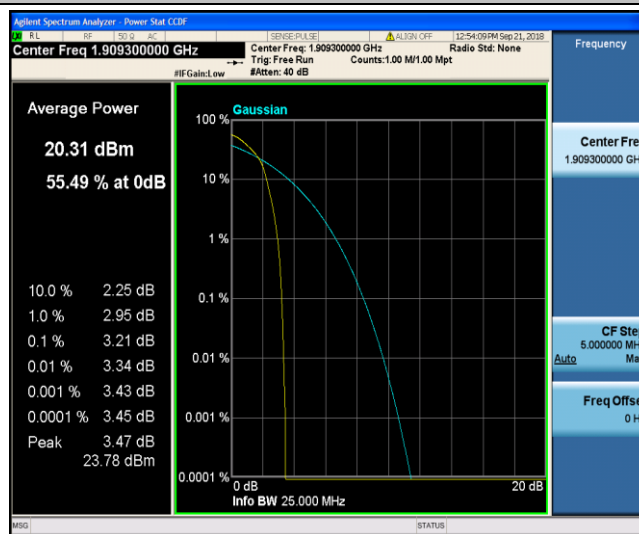 Agilent Spectrum Analyzer - Power Stat CCDF
RL RF 50 Ω AC SENSE:PULSE ALIGN OFF 12:54:09 PM Sep 21, 2018
Center Freq 1.909300000 GHz
Center Freq: 1.909300000 GHz Radio Std: None
Trig: Free Run Counts:1.00 M/1.00 Mpt
#IFGain:Low #Atten: 40 dB
Frequency
Average Power
20.31 dBm
55.49 % at 0dB
10.0 % 2.25 dB
1.0 % 2.95 dB
0.1 % 3.21 dB
0.01 % 3.34 dB
0.001 % 3.43 dB
0.0001 % 3.45 dB
Peak 3.47 dB
23.78 dBm
Gaussian
100 %
10 %
1 %
0.1 %
0.01 %
0.001 %
0.0001 %
0 dB 20 dB
Info BW 25.000 MHz
Center Fre
1.909300000 GH
CF Ste
5.000000 MH
Auto Ma
Freq Offse
0 H
MSG STATUS